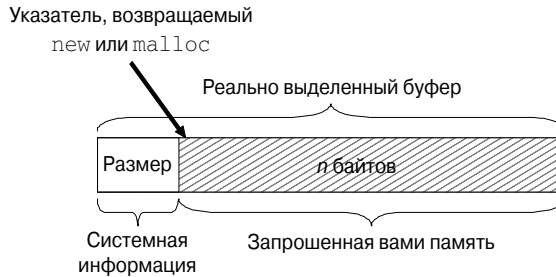 Указатель, возвращаемый
new или malloc
Реально выделенный буфер
Размер
n байтов
Системная
информация
Запрошенная вами память